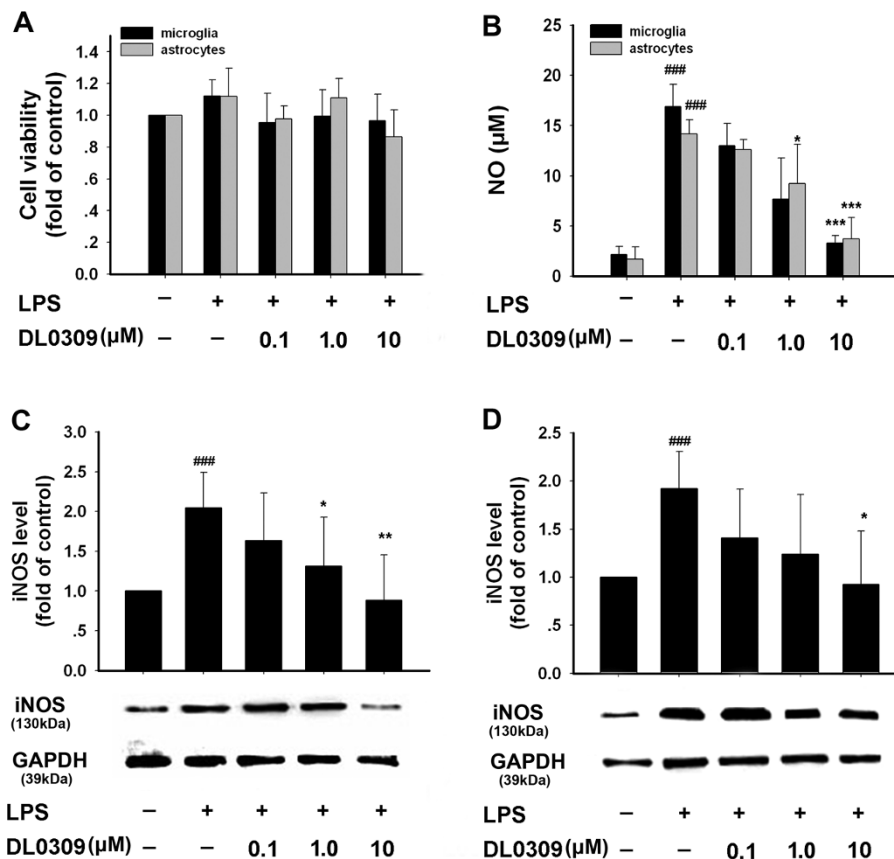 A
microglia
astrocytes
Cell viability
(fold of control)
1.4
1.2
1.0
.8
.6
.4
.2
0.0
LPS – + + + +
DL0309(μM) – – 0.1 1.0 10
B
microglia
astrocytes
NO (μM)
25
20
15
10
5
0
###
###
*
***
***
LPS – + + + +
DL0309(μM) – – 0.1 1.0 10
C
iNOS level
(fold of control)
3.0
2.5
2.0
1.5
1.0
.5
0.0
###
*
**
iNOS
(130kDa)
GAPDH
(39kDa)
LPS – + + + +
DL0309(μM) – – 0.1 1.0 10
D
iNOS level
(fold of control)
2.5
2.0
1.5
1.0
.5
0.0
###
*
iNOS
(130kDa)
GAPDH
(39kDa)
LPS – + + + +
DL0309(μM) – – 0.1 1.0 10